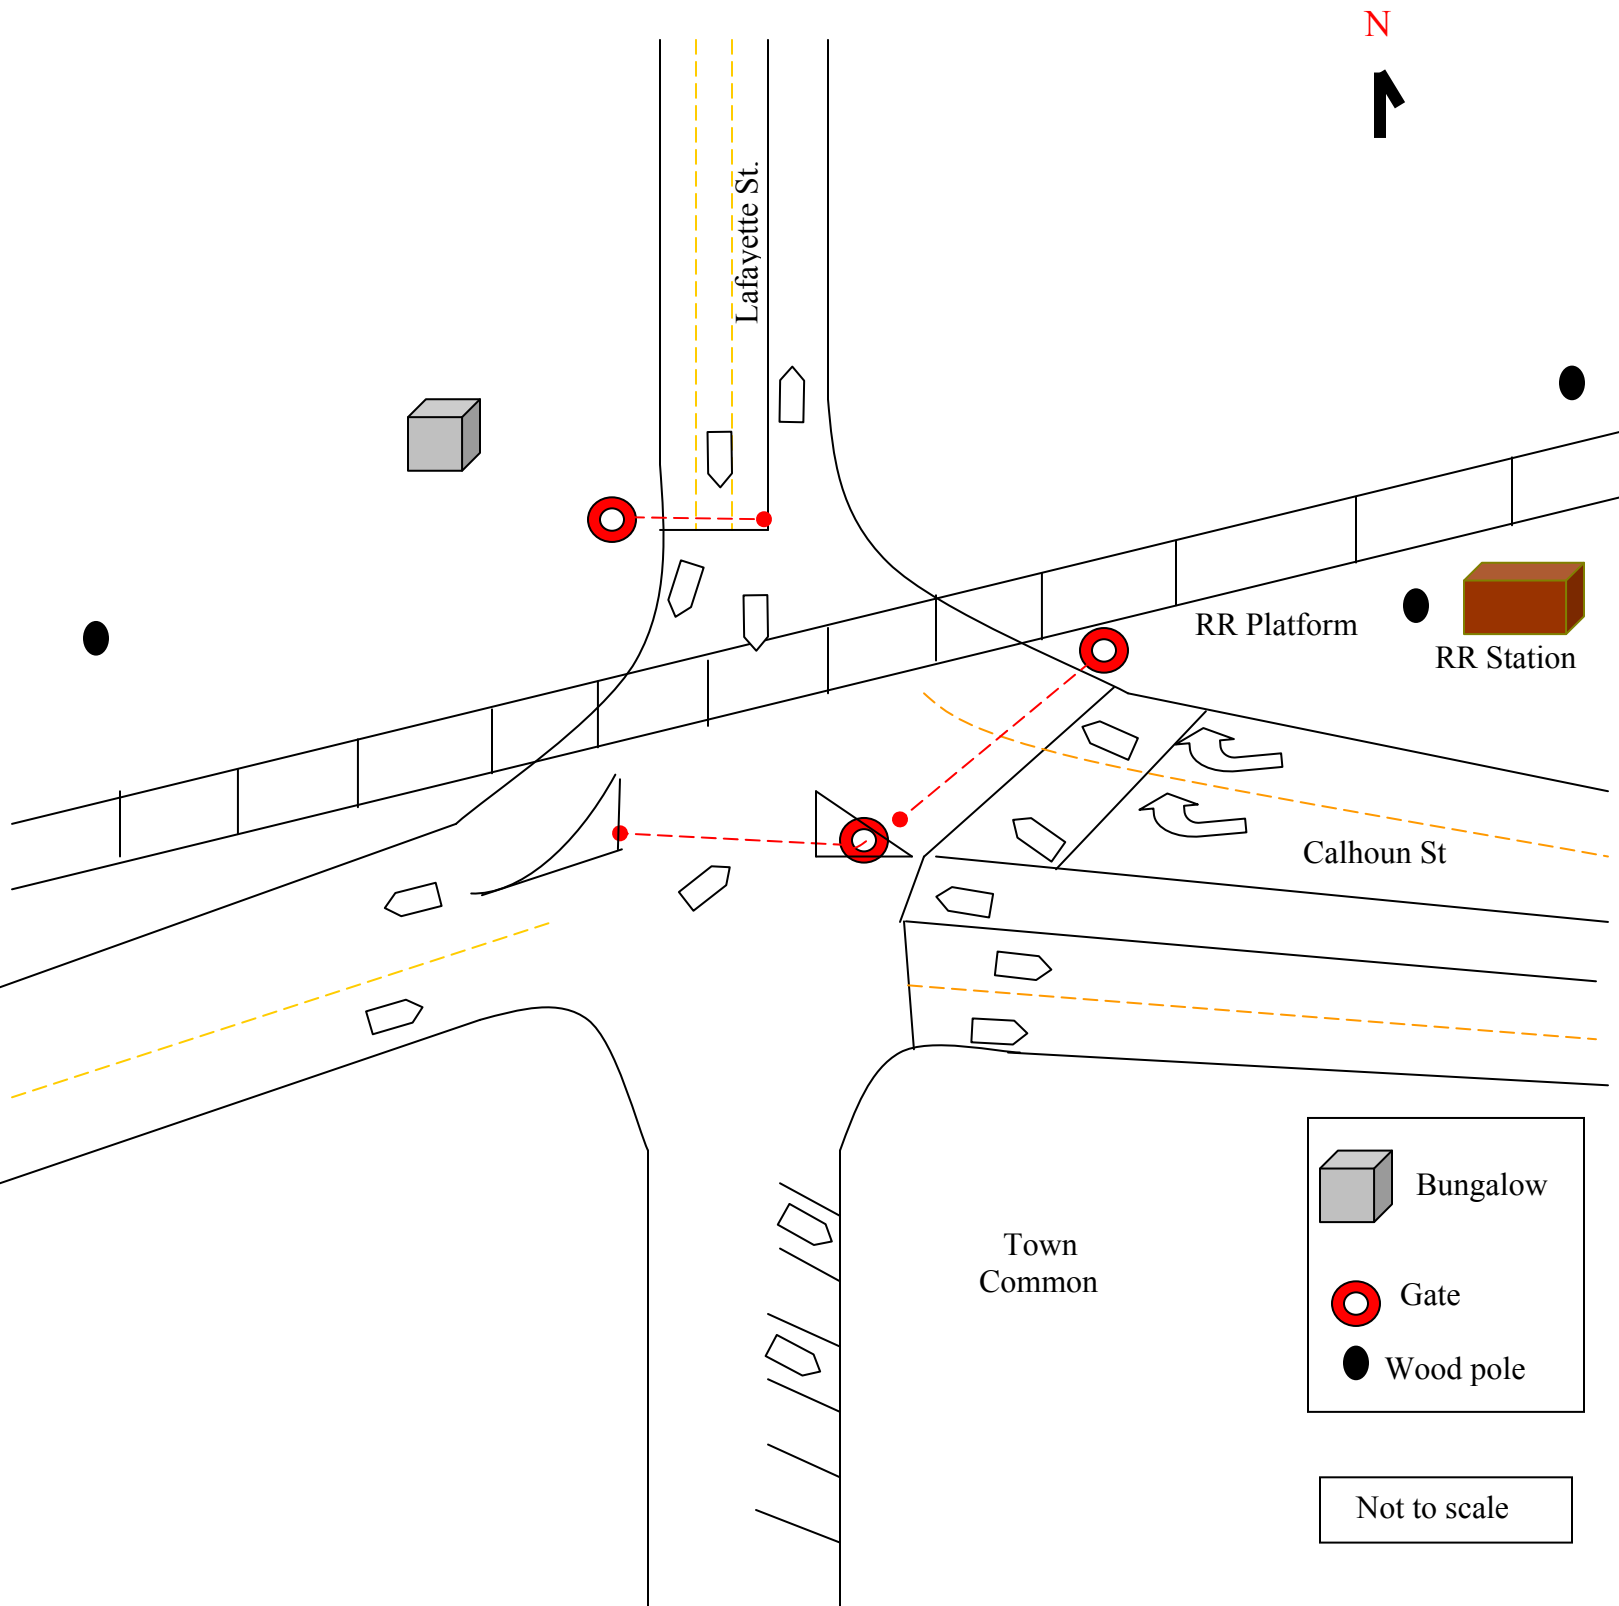 N
Lafayette St.
RR Platform
RR Station
Calhoun St
Town
Common
Bungalow
Gate
Wood pole
Not to scale